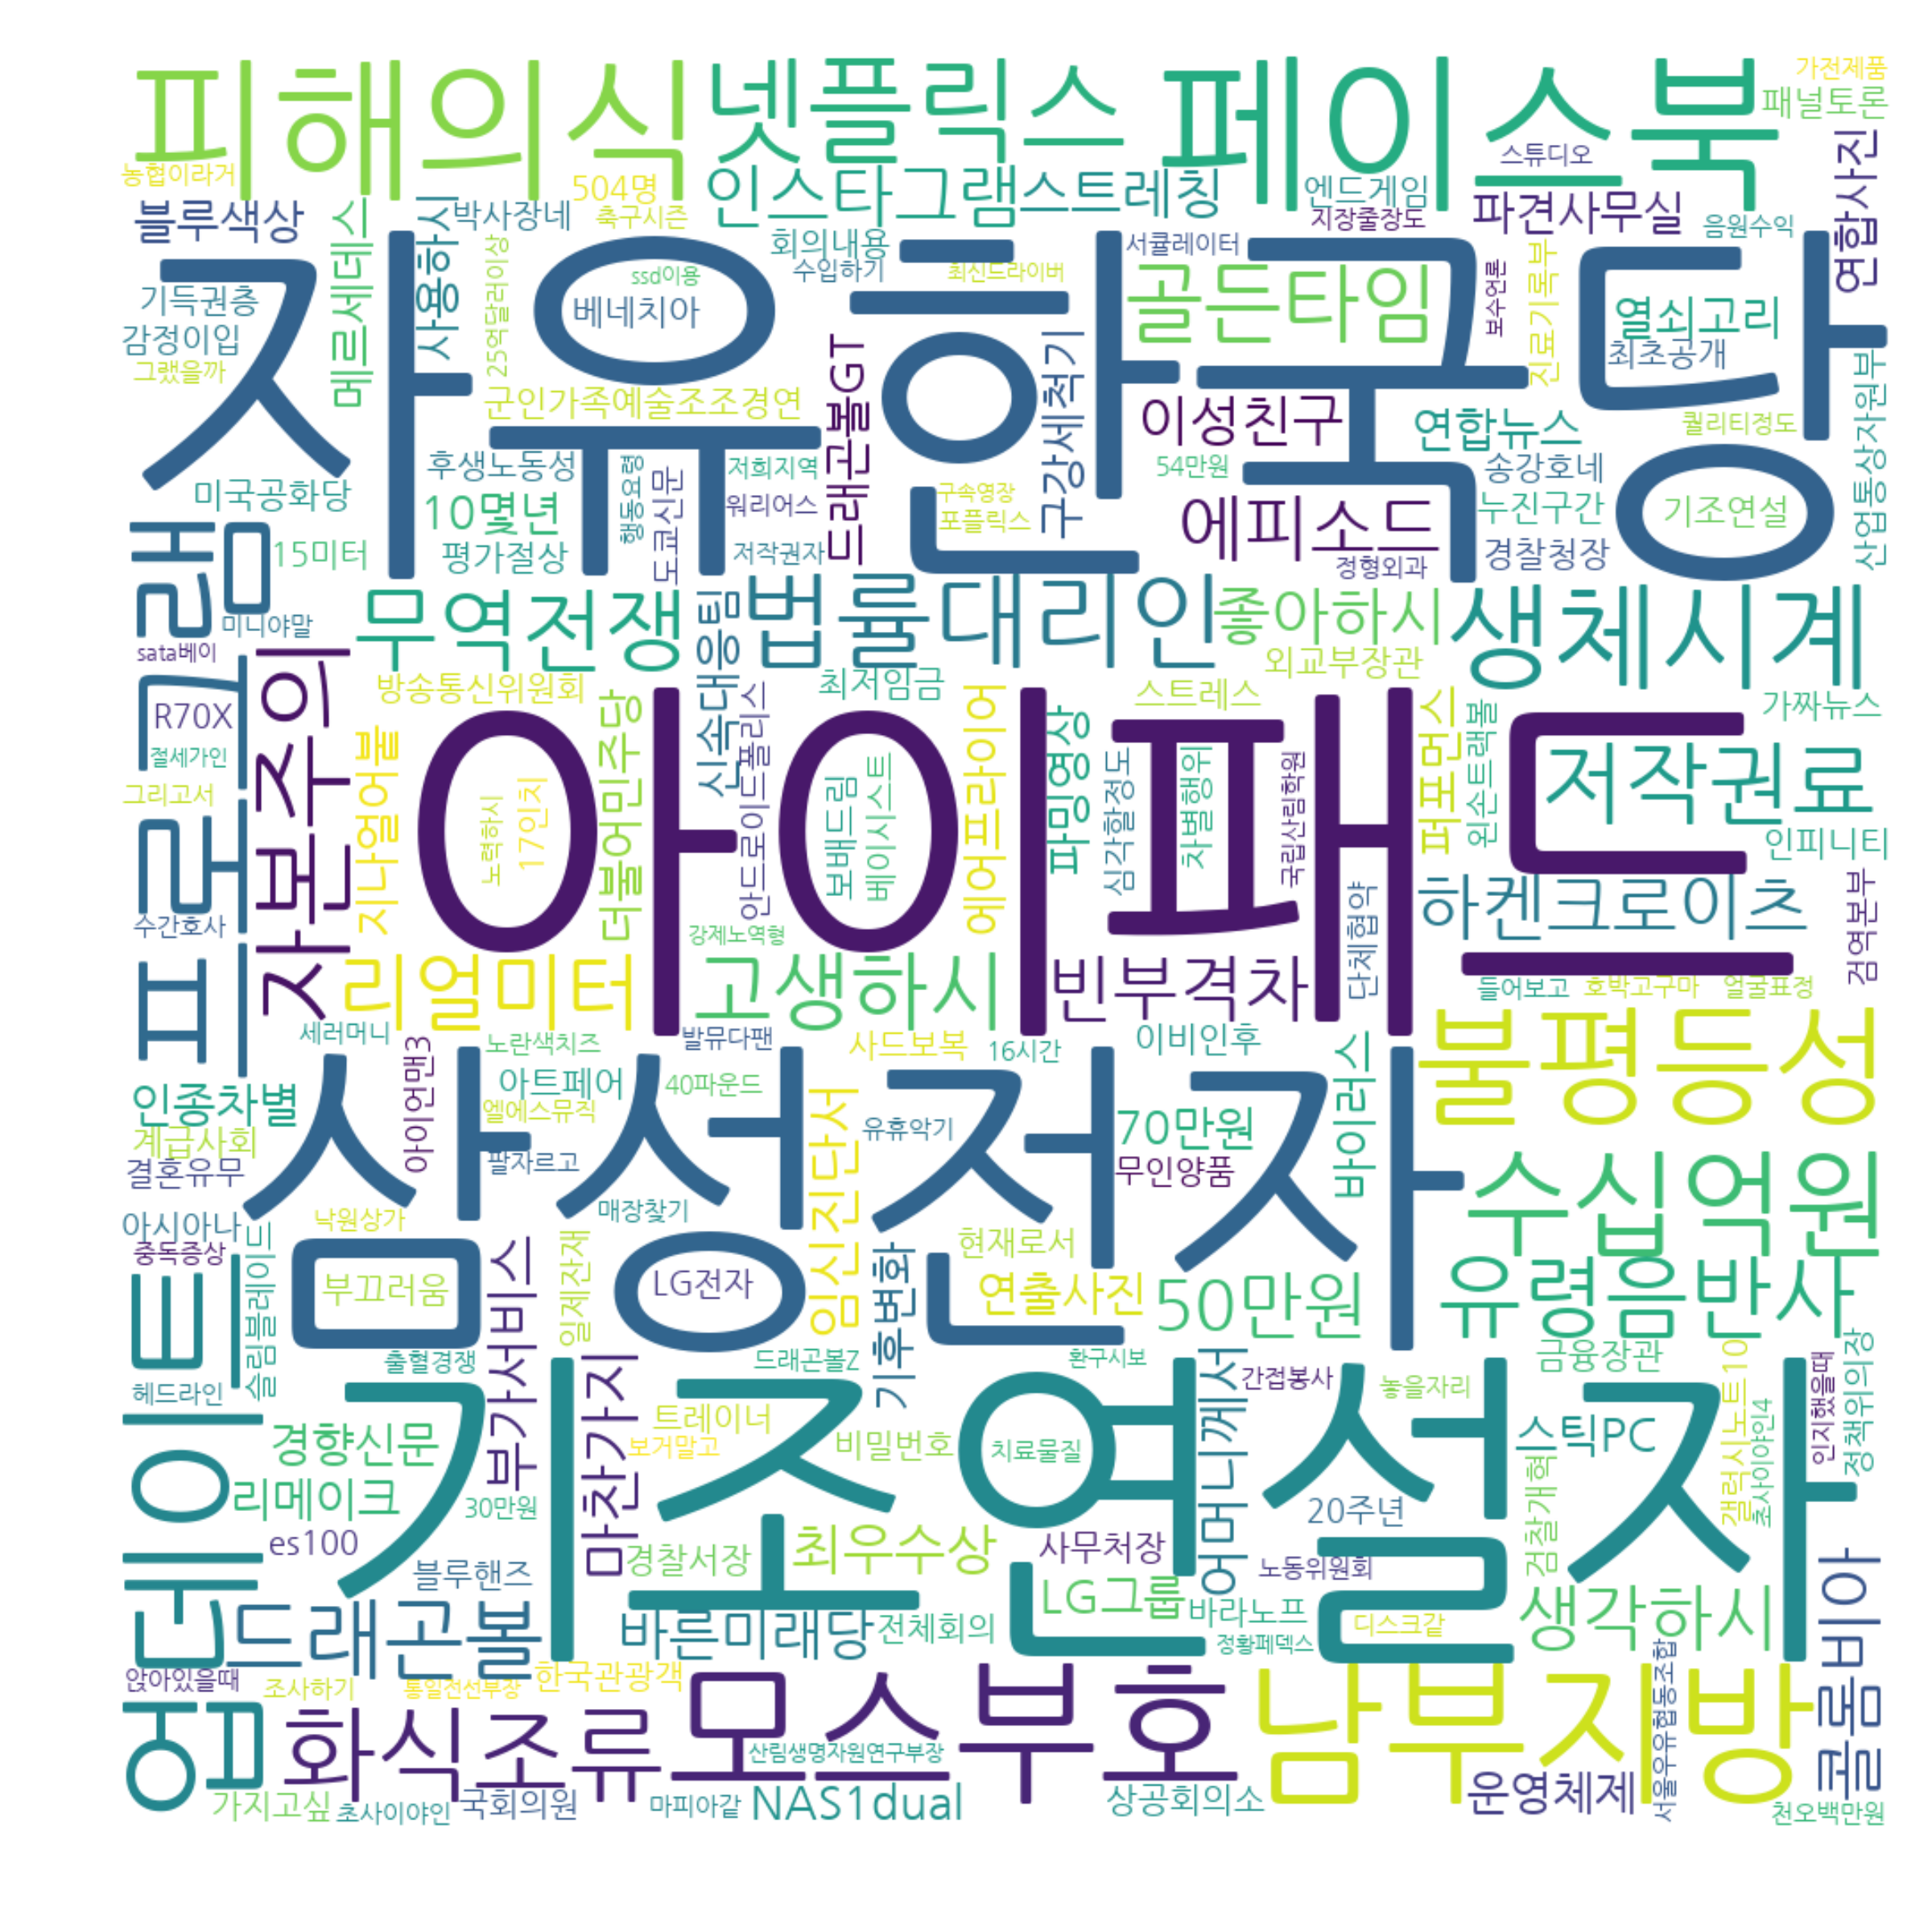 피해의식
넷플릭스
페이스북
가전제품
패널토론
농협이라거
504명
인스타그램
스트레칭
스튜디오
엔드게임
파견사무실
연합사진
블루색상
메르세데스
사용하시
박사장네
축구시즌
회의내용
수입하기
지장줄장도
서큘레이터
음원수익
자유한국당
기득권층
감정이입
그랬을까
25억달러이상
ssd이용
베네치아
최신드라이버
골든타임
보수언론
진료기록부
열쇠고리
최초공개
군인가족예술조조경연
드래곤볼GT
구강세척기
이성친구
연합뉴스
퀄리티정도
산업통상자원부
미국공화당
후생노동성
10몇년
행동요령
도쿄신문
저희지역
워리어스
구속영장
포플릭스
54만원
에피소드
송강호네
누진구간
기조연설
15미터
평가절상
저작권자
정형외과
경찰청장
프로그램
미니야말
sata베이
무역전쟁
신속대응팀
법률대리인
좋아하시
생체시계
외교부장관
R70X
절세가인
자본주의
방송통신위원회
최저임금
스트레스
가짜뉴스
아이패드
그리고서
지나얼어붙
노력하시
17인치
더불어민주당
안드로이드폴리스
보배드림
베이시스트
에어프라이어
파밍영상
심각할정도
차별행위
국립산림학원
퍼포먼스
왼손트랙볼
저작권료
인피니티
수간호사
강제노역형
하켄크로이츠
검역본부
리얼미터
고생하시
빈부격차
단체협약
들어보고
호박고구마
얼굴표정
세러머니
아이언맨3
노란색치즈
발뮤다팬
사드보복
16시간
이비인후
불평등성
삼성전자
인종차별
계급사회
결혼유무
아트페어
엘에스뮤직
40파운드
임신진단서
유휴악기
70만원
무인양품
바이러스
팔자르고
매장찾기
수십억원
아시아나
중독증상
슬림블레이드
낙원상가
부끄러움
부가서비스
일제잔재
LG전자
기후변화
현재로서
연출사진
50만원
유령음반사
업데이트
헤드라인
출혈경쟁
드래곤볼Z
환구시보
금융장관
기조연설자
마찬가지
트레이너
보거말고
비밀번호
치료물질
어머니께서
간접봉사
놓을자리
스틱PC
검찰개혁
갤럭시노트10
초사이야인4
인지했을때
정책위의장
경향신문
리메이크
es100
30만원
블루핸즈
경찰서장
최우수상
사무처장
20주년
노동위원회
드래곤볼
바른미래당
전체회의
LG그룹
바라노프
정황페덱스
디스크같
생각하시
콜롬비아
앉아있을때
조사하기
통일전선부장
한국관광객
화식조류
모스부호
산림생명자원연구부장
남부지방
서울우유협동조합
가지고싶
초사이야인
국회의원
마피아같
NAS1dual
상공회의소
운영체제
천오백만원